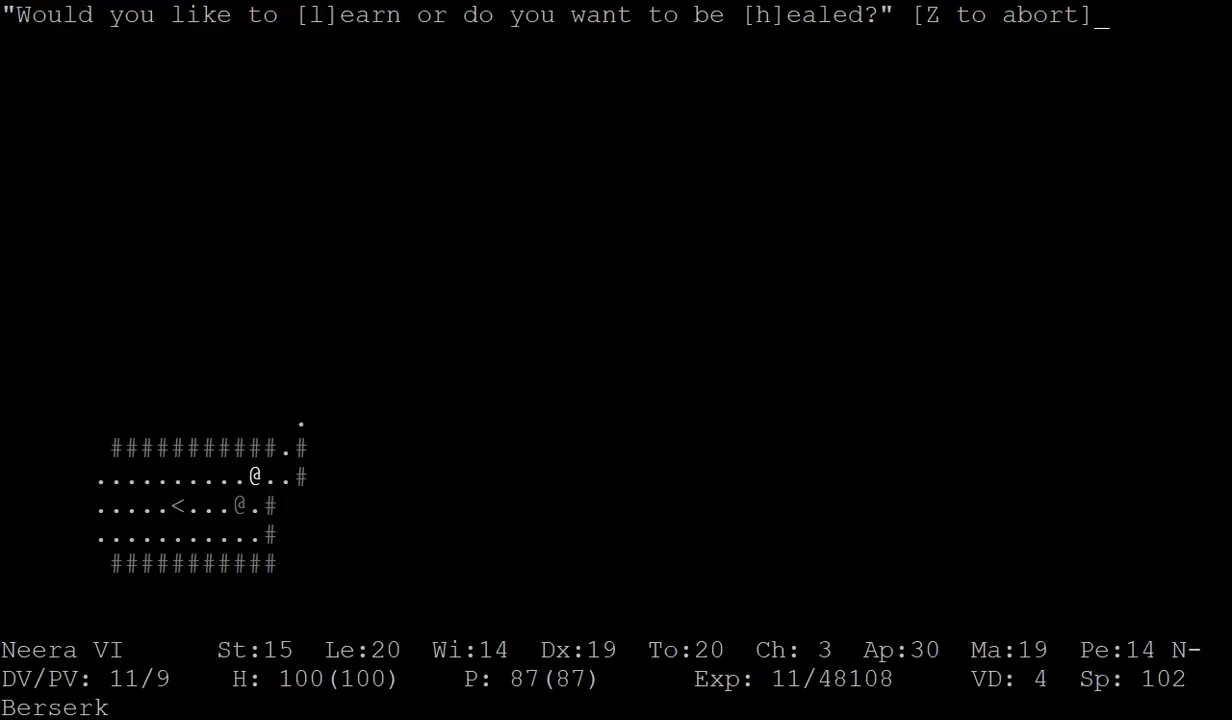 "Would you like to [l]earn or do you want to be [h]ealed?" [Z to abort]_
.
###########.#
..........@..#
.....<...@.#
...........#
###########
Neera VI St:15 Le:20 Wi:14 Dx:19 To:20 Ch: 3 Ap:30 Ma:19 Pe:14 N-
DV/PV: 11/9 H: 100(100) P: 87(87) Exp: 11/48108 VD: 4 Sp: 102
Berserk